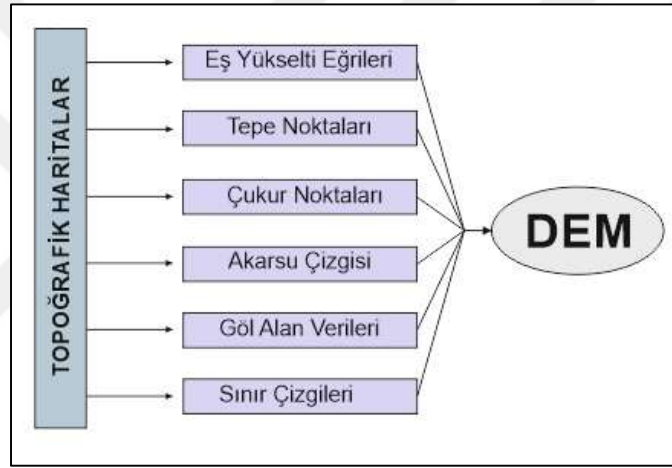 TOPOĞRAFİK HARİTALAR
Eş Yükselti Eğrileri
Tepe Noktaları
Çukur Noktaları
Akarsu Çizgisi
Göl Alan Verileri
Sınır Çizgileri
DEM